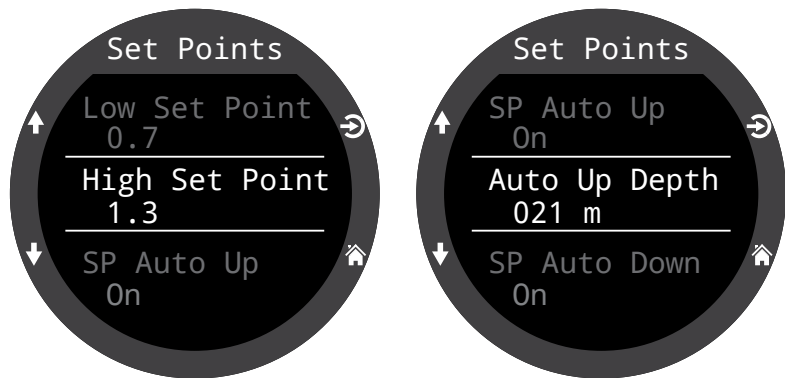 Set Points
Low Set Point
0.7
High Set Point
1.3
SP Auto Up
On
Set Points
SP Auto Up
On
Auto Up Depth
021 m
SP Auto Down
On